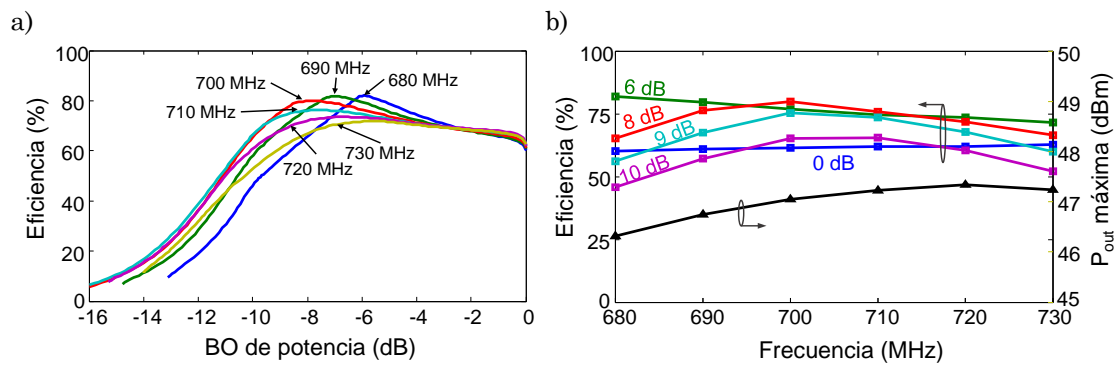 a)
100
80
60
40
20
0
Eficiencia (%)
700 MHz
690 MHz
680 MHz
710 MHz
730 MHz
720 MHz
-16
-14
-12
-10
-8
-6
-4
-2
0
BO de potencia (dB)
b)
100
75
50
25
0
Eficiencia (%)
6 dB
8 dB
9 dB
10 dB
0 dB
50
49
48
47
46
45
Pout máxima (dBm)
680
690
700
710
720
730
Frecuencia (MHz)